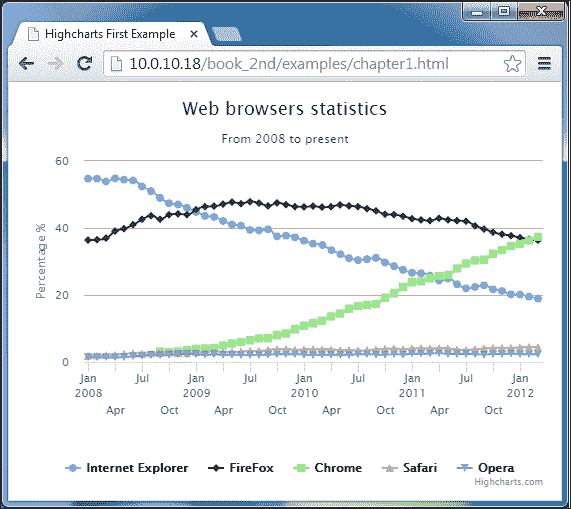 Highcharts First Example
10.0.10.18/book_2nd/examples/chapter1.html
Web browsers statistics
From 2008 to present
Percentage %
60
40
20
0
Jan Jul Jan Jul Jan Jul Jan Jul Jan
2008 2009 2010 2011 2012
Apr Oct Apr Oct Apr Oct Apr Oct
Internet Explorer FireFox Chrome Safari Opera
Highcharts.com